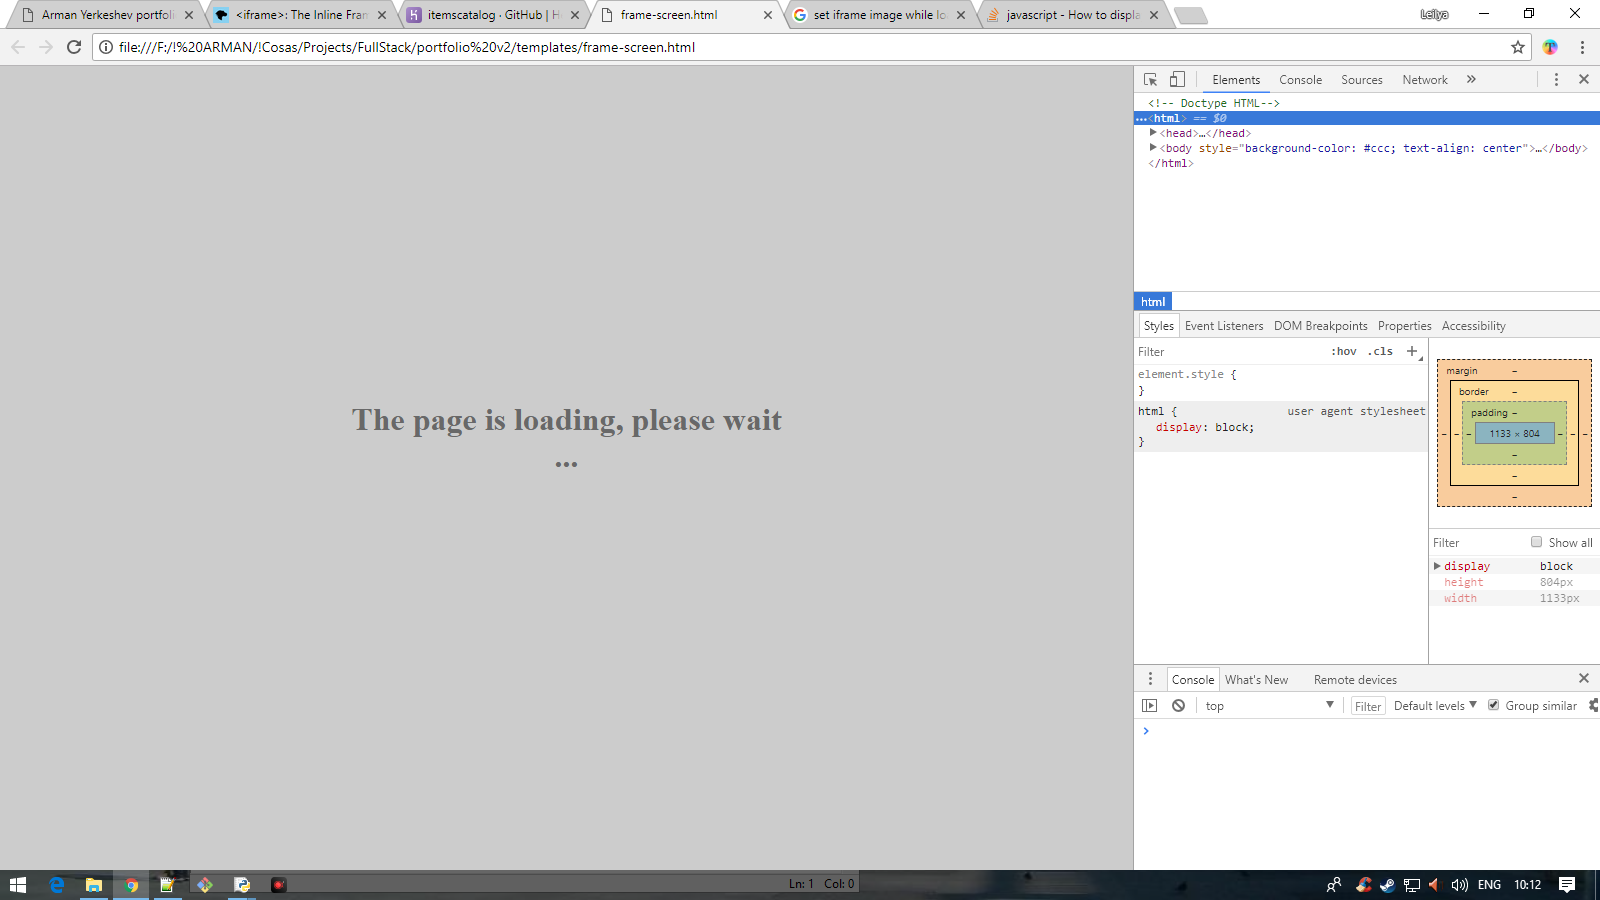 Arman Yerkeshev portfoli
<iframe>: The Inline Fran
itemscatalog · GitHub | H
frame-screen.html
set iframe image while lo
javascript - How to displa
Leilya
file:///F:/!%20ARMAN/!Cosas/Projects/FullStack/portfolio%20v2/templates/frame-screen.html
Elements Console Sources Network »
<!-- Doctype HTML-->
…<html> == $0
<head>…</head>
<body style="background-color: #ccc; text-align: center">…</body>
</html>
html
Styles Event Listeners DOM Breakpoints Properties Accessibility
Filter :hov .cls +
element.style {
}
html { user agent stylesheet
display: block;
}
margin -
border -
padding -
- - - 1133 × 804 - - -
-
-
-
Filter Show all
display block
height 804px
width 1133px
The page is loading, please wait
•••
Console What's New Remote devices
top Filter Default levels Group similar
>
Ln: 1 Col: 0
ENG 10:12